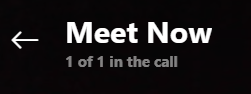 Meet Now
1 of 1 in the call